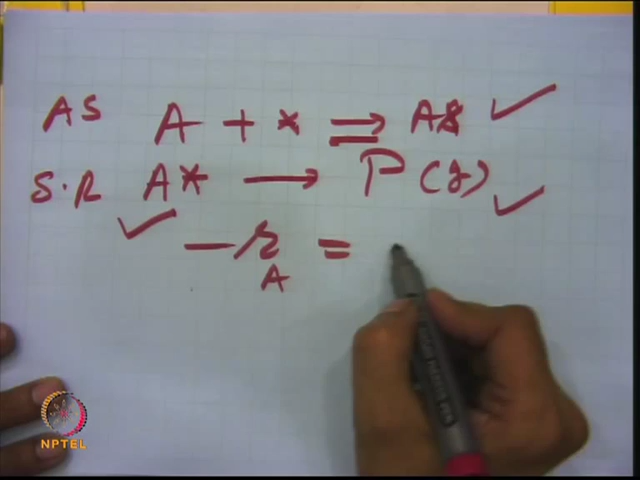 AS A + * ⇌ A* ✓
S.R A* → P (g) ✓
✓ -r_A =
NPTEL